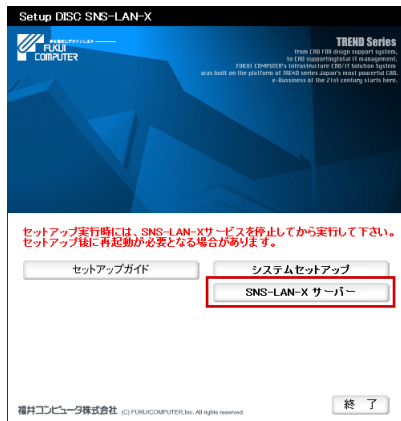 Setup DISC SNS-LAN-X
FUKUI
COMPUTER
TREND Series
from CAD FOR disign support system,
to CAD supportingtotal IT management.
FUKUI COMPUTER's Intrastructure CAD/IT Solution System
was built on the platform of TREND series Japan's most powerful CAD.
e-Bussiness of the 21st century starts here.
セットアップ実行時には、SNS-LAN-Xサービスを停止してから実行して下さい。
セットアップ後に再起動が必要となる場合があります。
セットアップガイド
システムセットアップ
SNS-LAN-X サーバー
福井コンピュータ株式会社 (C) FUKUICOMPUTER,Inc. All rights reserved.
終 了